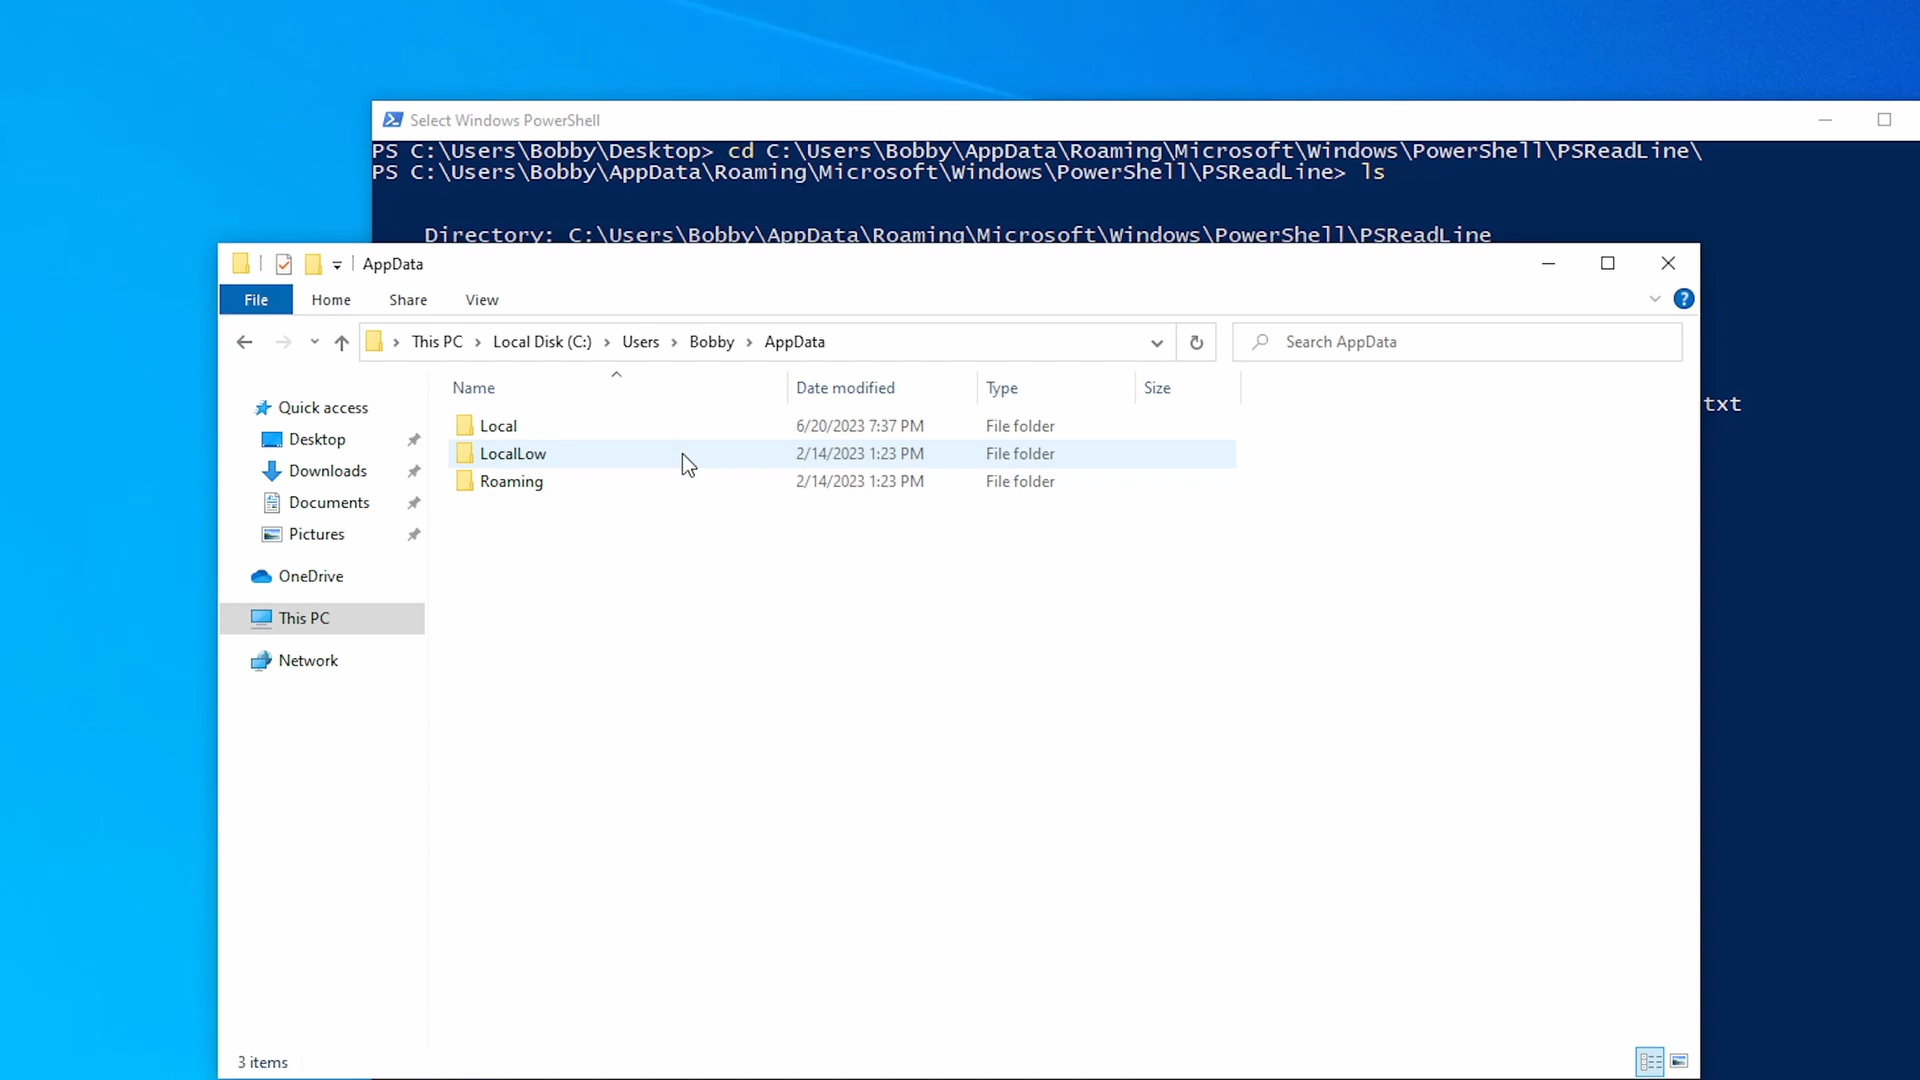 Select Windows PowerShell
PS C:\Users\Bobby\Desktop> cd C:\Users\Bobby\AppData\Roaming\Microsoft\Windows\PowerShell\PSReadLine\
PS C:\Users\Bobby\AppData\Roaming\Microsoft\Windows\PowerShell\PSReadLine> ls
Directory: C:\Users\Bobby\AppData\Roaming\Microsoft\Windows\PowerShell\PSReadLine
txt
AppData
File Home Share View
This PC > Local Disk (C:) > Users > Bobby > AppData
Search AppData
Name Date modified Type Size
Local 6/20/2023 7:37 PM File folder
LocalLow 2/14/2023 1:23 PM File folder
Roaming 2/14/2023 1:23 PM File folder
Quick access
Desktop
Downloads
Documents
Pictures
OneDrive
This PC
Network
3 items